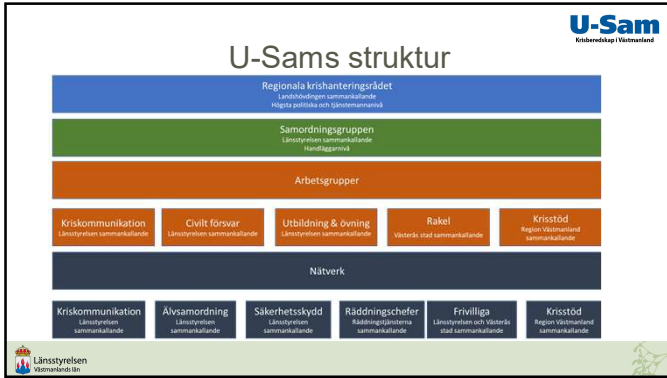 U-Sam
Krisberedskap i Västmanland
U-Sams struktur
Regionala krishanteringsrådet
Landshövdingen sammankallande
Högsta politiska och tjänstemannanivå
Samordningsgruppen
Länsstyrelsen sammankallande
Handläggarnivå
Arbetsgrupper
Kriskommunikation
Länsstyrelsen sammankallande
Civilt försvar
Länsstyrelsen sammankallande
Utbildning & övning
Länsstyrelsen sammankallande
Rakel
Västerås stad sammankallande
Krisstöd
Region Västmanland
sammankallande
Nätverk
Kriskommunikation
Länsstyrelsen
sammankallande
Älvsamordning
Länsstyrelsen
sammankallande
Säkerhetsskydd
Länsstyrelsen
sammankallande
Räddningschefer
Räddningstjänsterna
sammankallande
Frivilliga
Länsstyrelsen och Västerås
stad sammankallande
Krisstöd
Region Västmanland
sammankallande
Länsstyrelsen
Västmanlands län